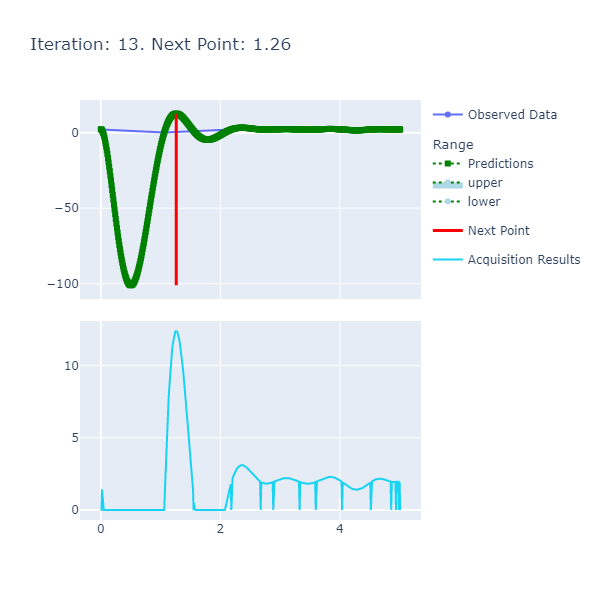 Iteration: 13. Next Point: 1.26
0
−50
−100
Observed Data
Range
Predictions
upper
lower
Next Point
Acquisition Results
10
5
0
0 2 4